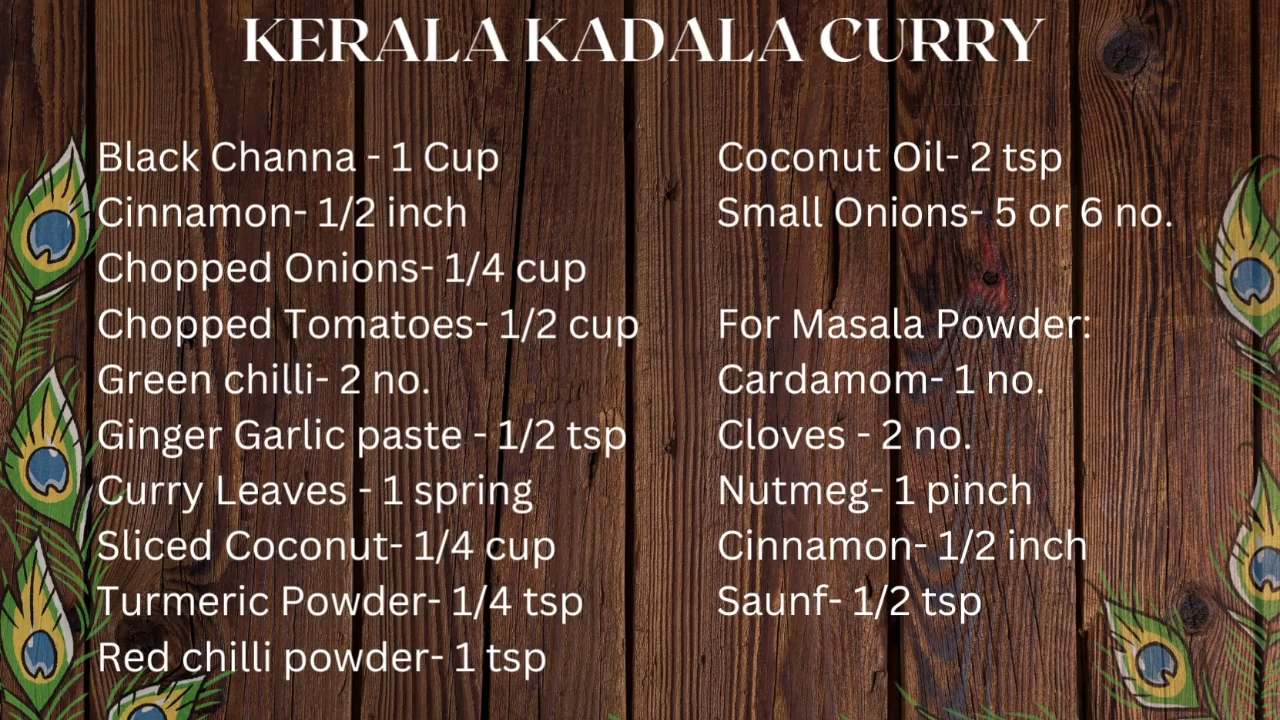 KERALA KADALA CURRY
Black Channa - 1 Cup
Cinnamon- 1/2 inch
Chopped Onions- 1/4 cup
Chopped Tomatoes- 1/2 cup
Green chilli- 2 no.
Ginger Garlic paste - 1/2 tsp
Curry Leaves - 1 spring
Sliced Coconut- 1/4 cup
Turmeric Powder- 1/4 tsp
Red chilli powder- 1 tsp
Coconut Oil- 2 tsp
Small Onions- 5 or 6 no.
For Masala Powder:
Cardamom- 1 no.
Cloves - 2 no.
Nutmeg- 1 pinch
Cinnamon- 1/2 inch
Saunf- 1/2 tsp